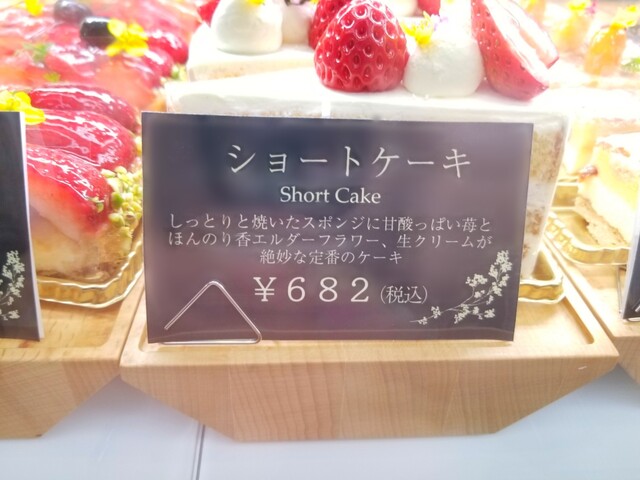 ショートケーキ
Short Cake
しっとりと焼いたスポンジに甘酸っぱい苺と
ほんのり香エルダーフラワー、生クリームが
絶妙な定番のケーキ
￥６８２(税込)